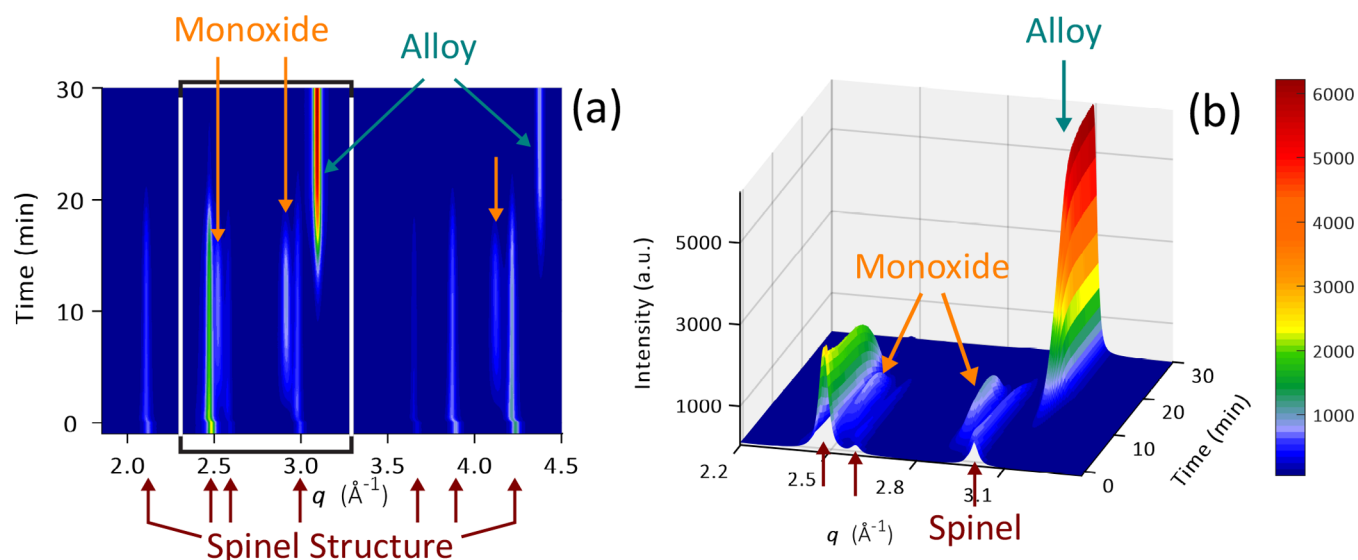 Monoxide
Alloy
(a)
Time (min)
30
20
10
0
2.0 2.5 3.0 3.5 4.0 4.5
q (Å⁻¹)
Spinel Structure
Alloy
(b)
Intensity (a.u.)
5000
3000
1000
Monoxide
2.2 2.5 2.8 3.1
q (Å⁻¹)
0 10 20 30
Time (min)
Spinel
6000
5000
4000
3000
2000
1000